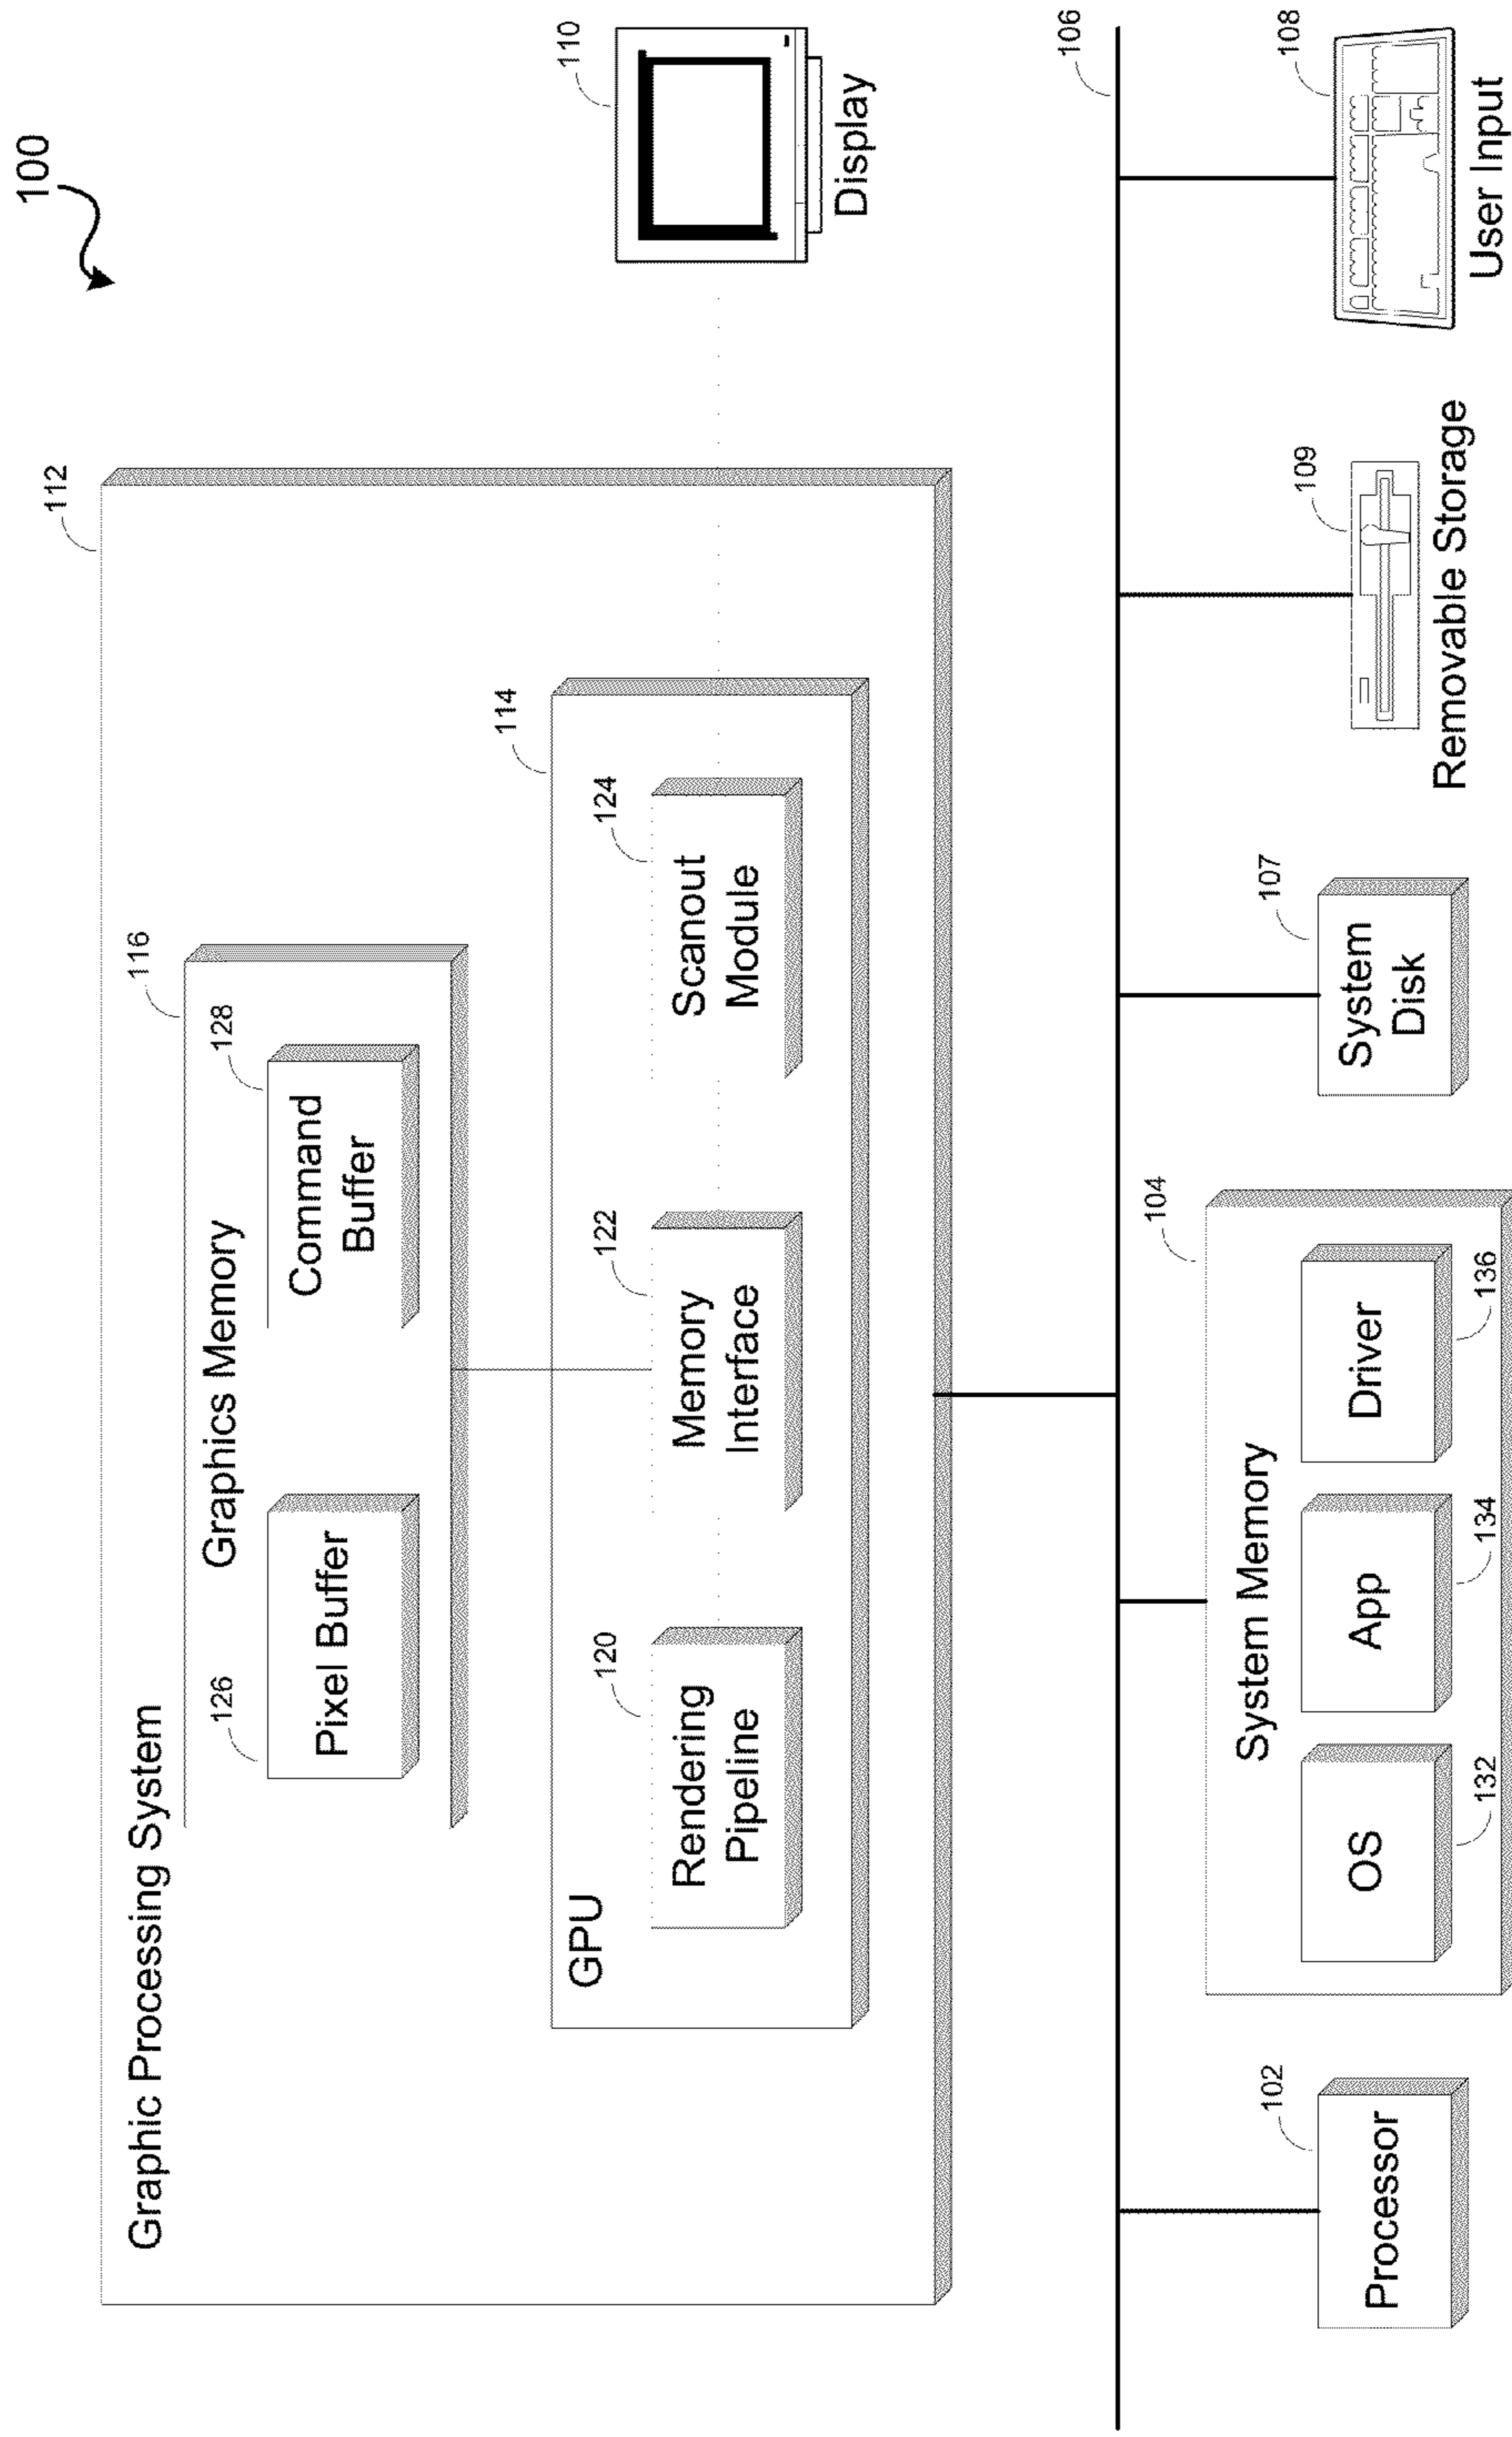 100
112
Graphic Processing System
116
Graphics Memory
126
128
Pixel Buffer
Command
Buffer
114
GPU
120
122
124
Rendering
Pipeline
Memory
Interface
Scanout
Module
110
Display
106
102
Processor
104
System Memory
OS
App
Driver
132
134
136
107
System
Disk
109
Removable Storage
108
User Input